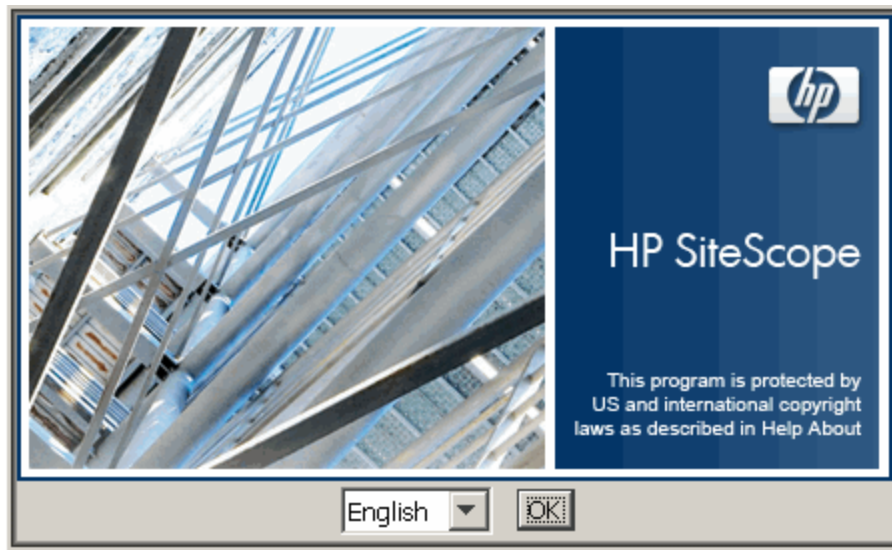 hp
HP SiteScope
This program is protected by
US and international copyright
laws as described in Help About
English
OK